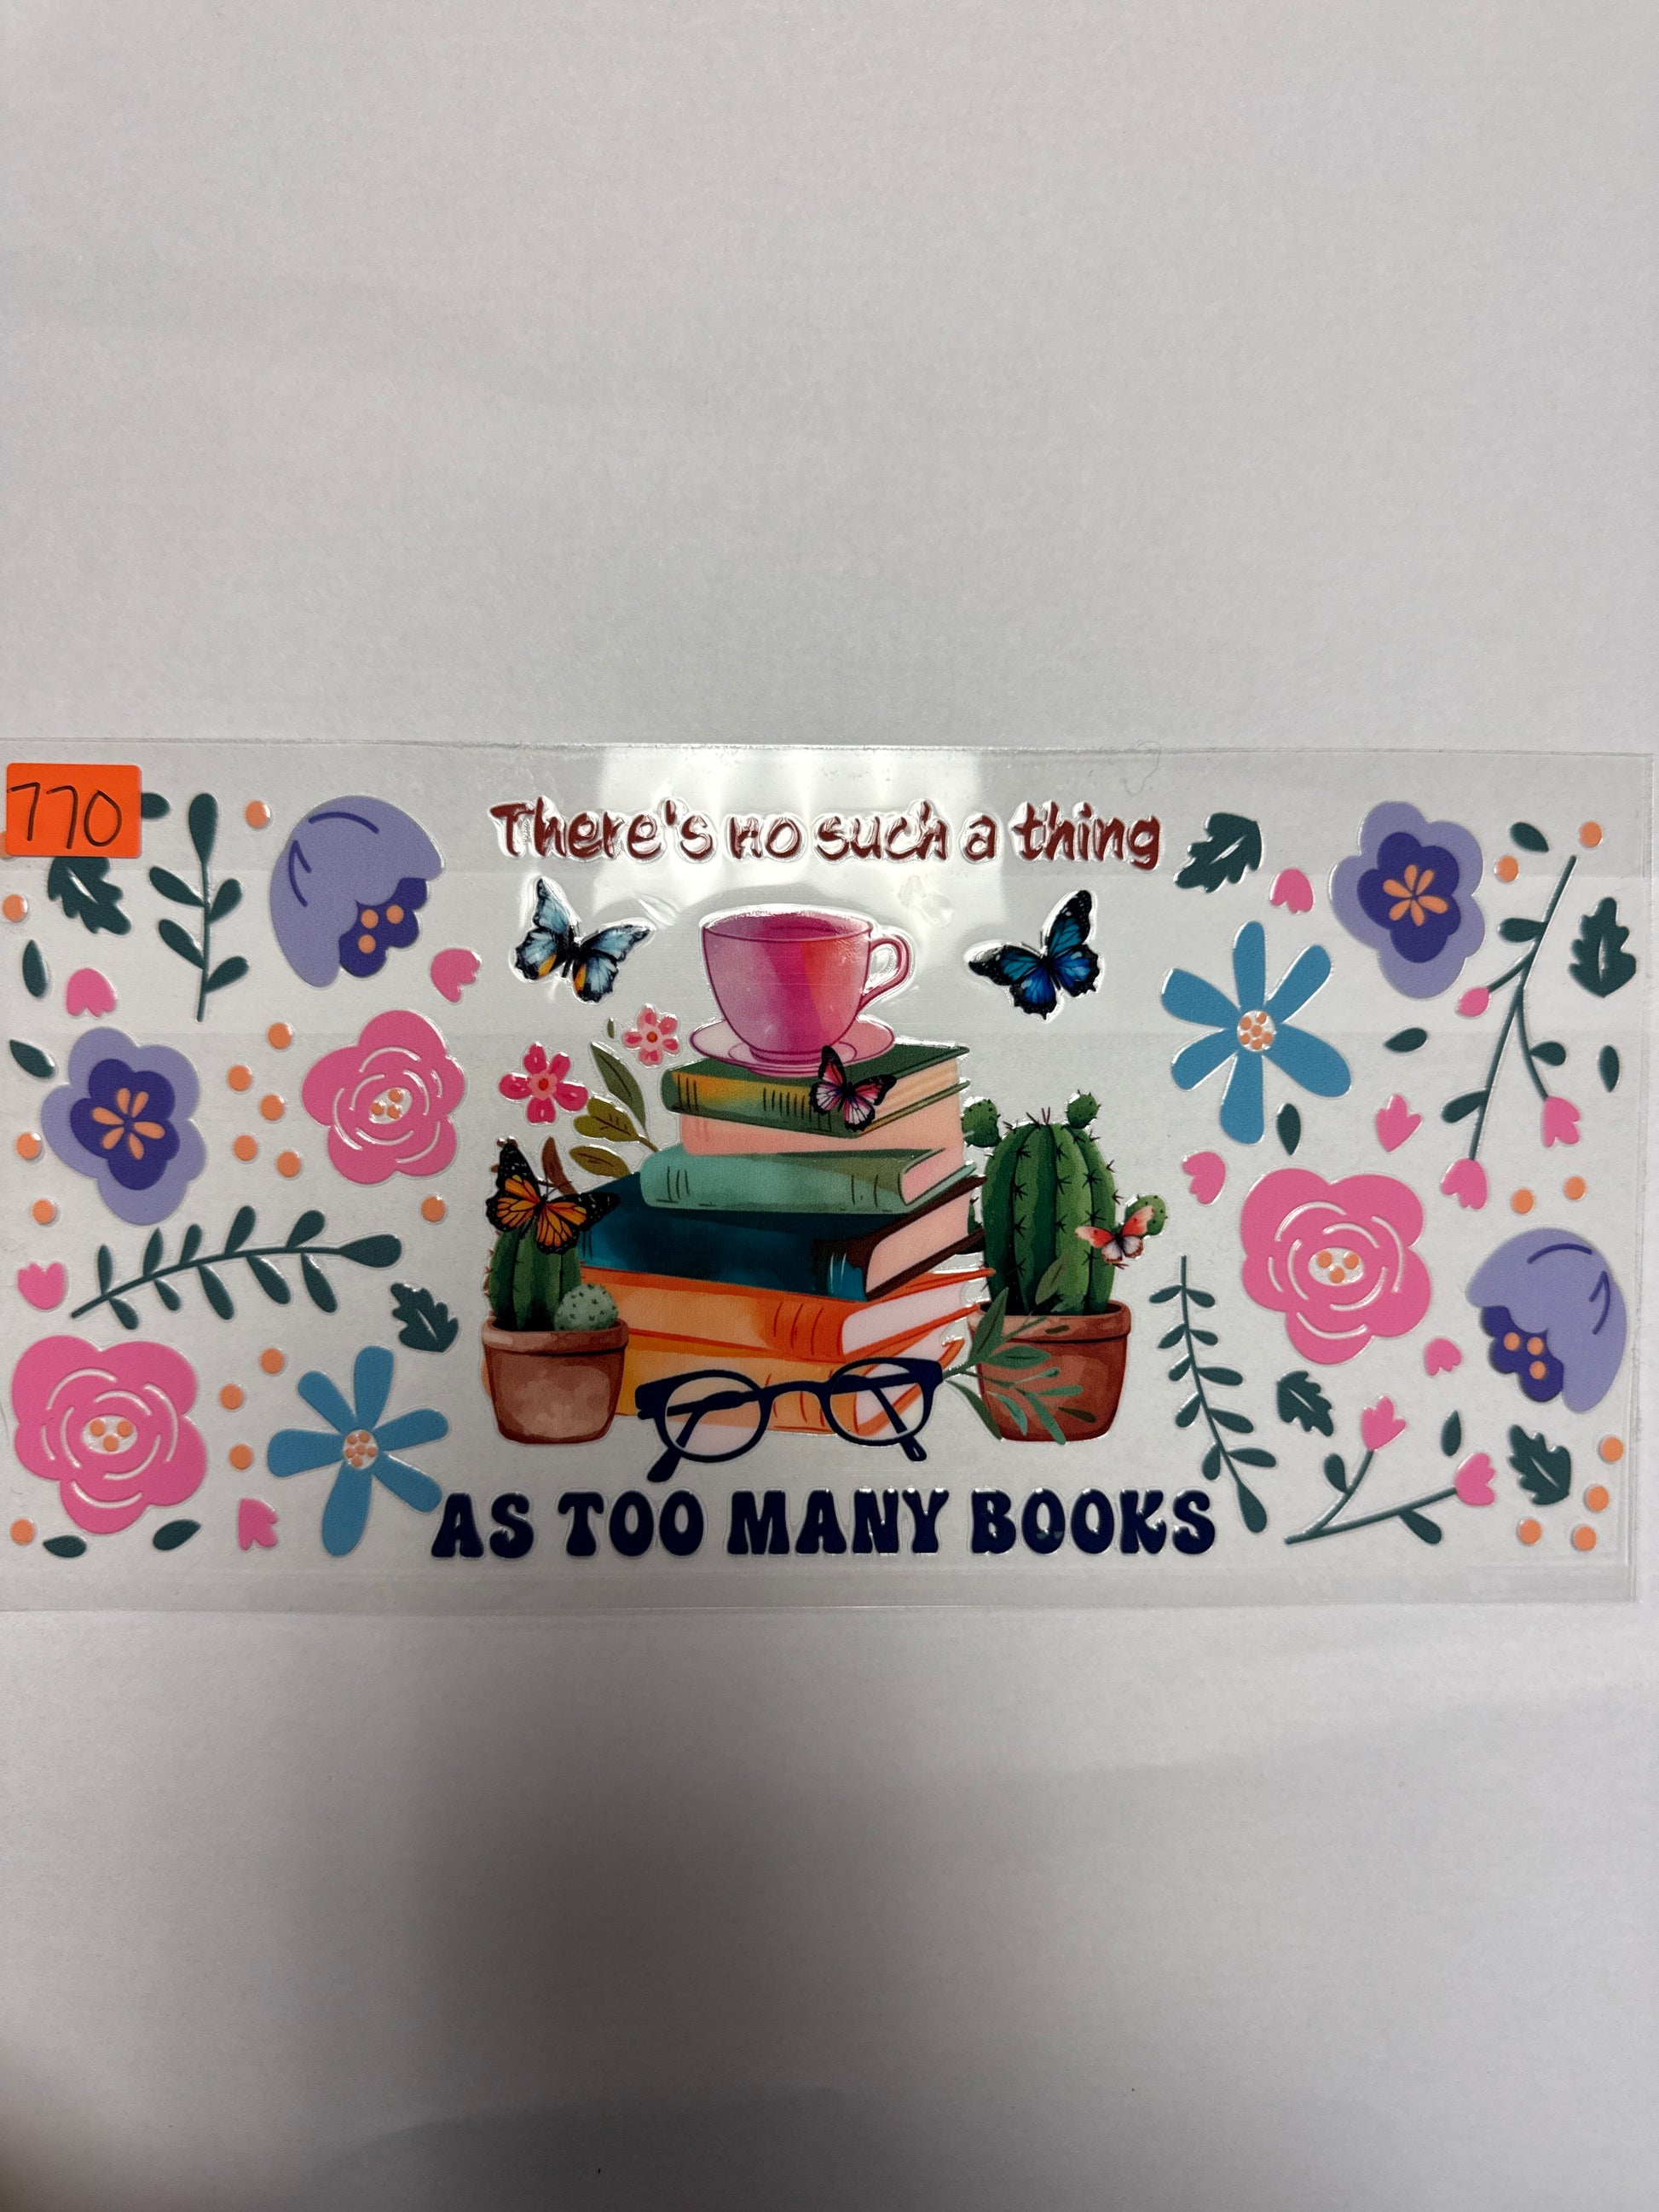 770
There's no such a thing
AS TOO MANY BOOKS